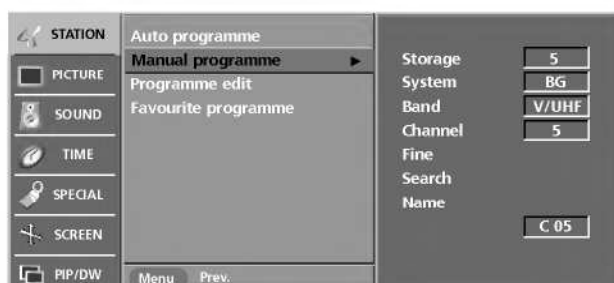 STATION
PICTURE
SOUND
TIME
SPECIAL
SCREEN
PIP/DW
Auto programme
Manual programme
Programme edit
Favourite programme
Menu Prev.
Storage 5
System BG
Band V/UHF
Channel 5
Fine
Search
Name
C 05